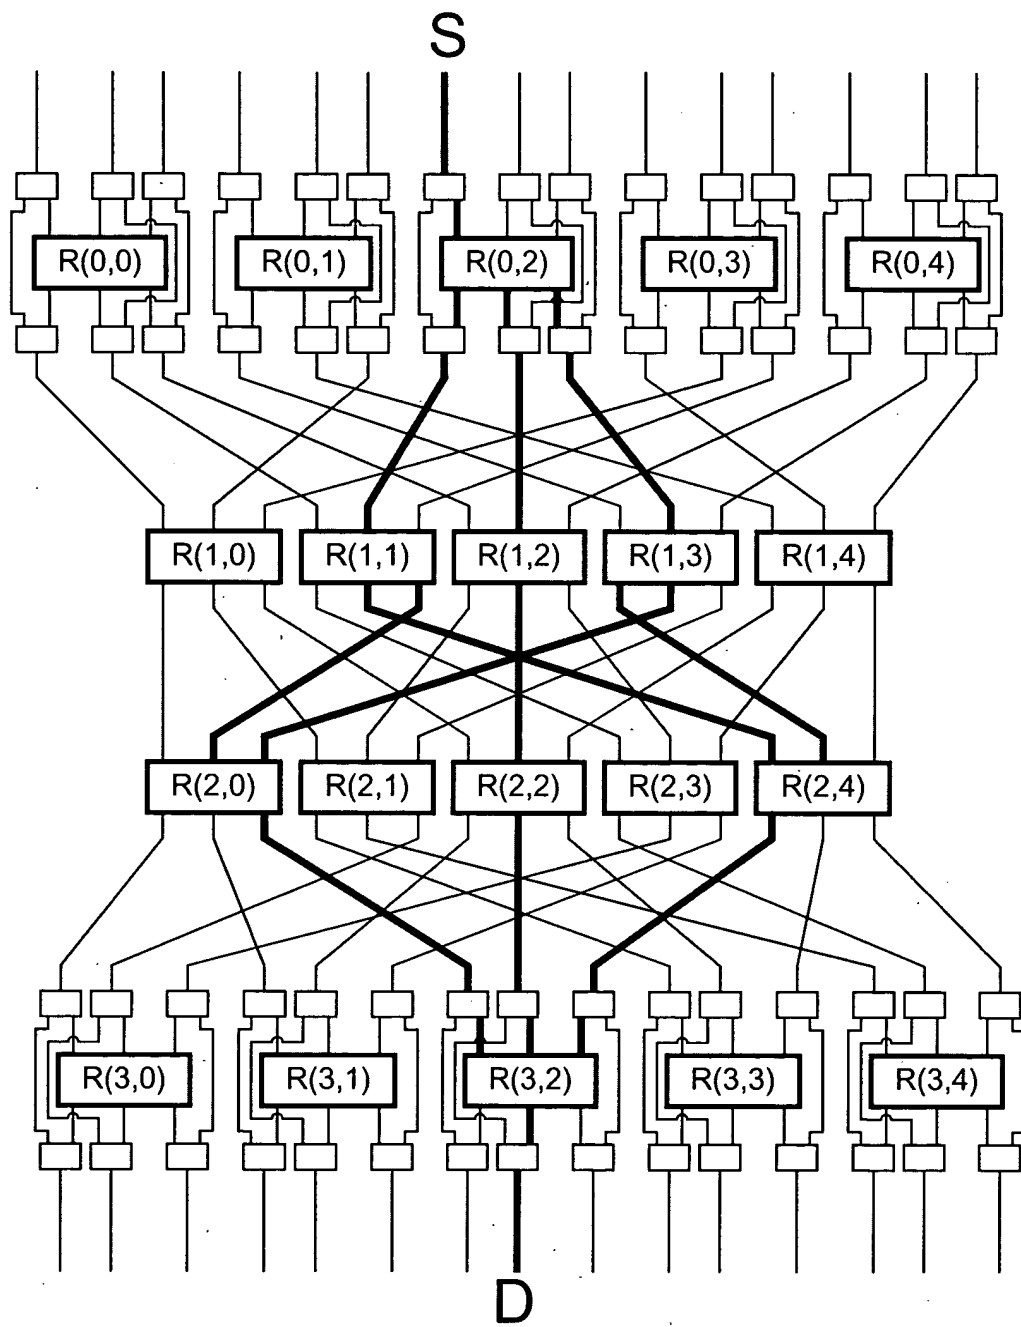 S
R(0,0) R(0,1) R(0,2) R(0,3) R(0,4)
R(1,0) R(1,1) R(1,2) R(1,3) R(1,4)
R(2,0) R(2,1) R(2,2) R(2,3) R(2,4)
R(3,0) R(3,1) R(3,2) R(3,3) R(3,4)
D